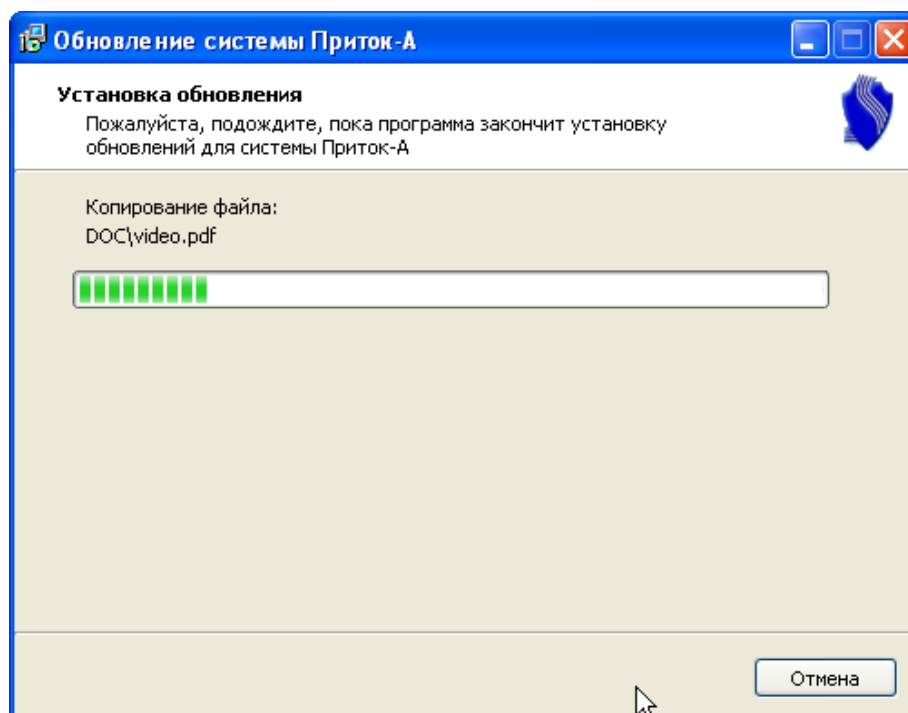 Обновление системы Приток-А
Установка обновления
Пожалуйста, подождите, пока программа закончит установку
обновлений для системы Приток-А
Копирование файла:
DOC\video.pdf
Отмена